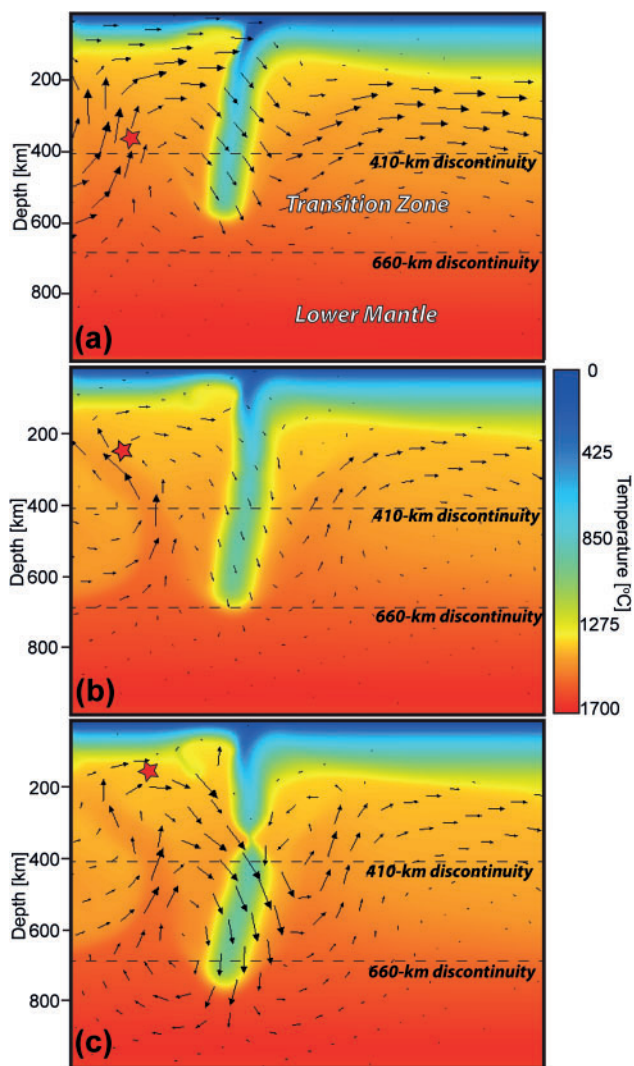 200
400
600
800
Depth [km]
410-km discontinuity
Transition Zone
660-km discontinuity
Lower Mantle
(a)
200
400
600
800
Depth [km]
410-km discontinuity
660-km discontinuity
(b)
0
425
850
1275
1700
Temperature [ºC]
200
400
600
800
Depth [km]
410-km discontinuity
660-km discontinuity
(c)